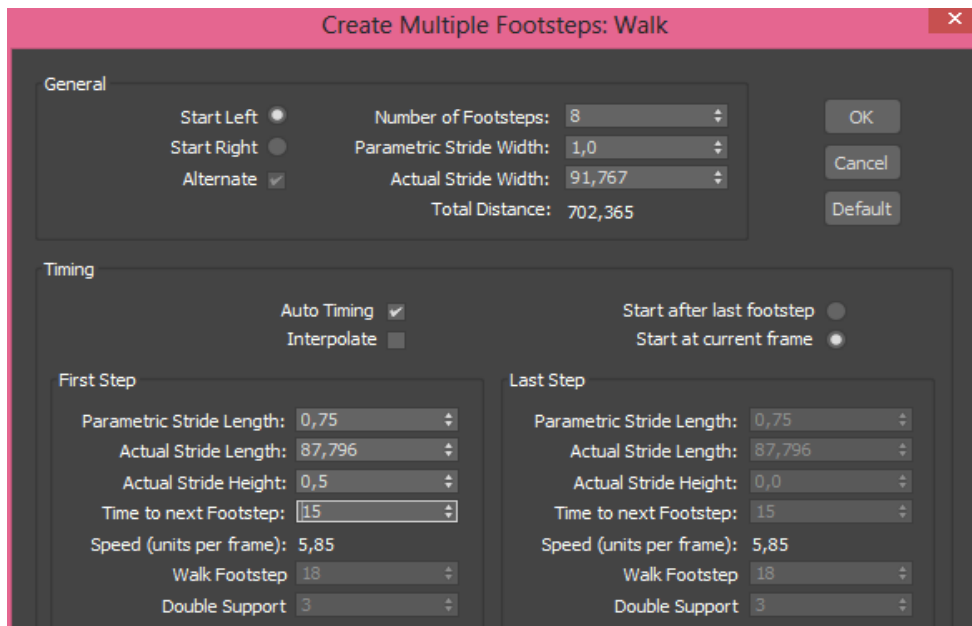 Create Multiple Footsteps: Walk
General
Start Left
Number of Footsteps: 8
OK
Start Right
Parametric Stride Width: 1,0
Alternate
Actual Stride Width: 91,767
Cancel
Total Distance: 702,365
Default
Timing
Auto Timing
Start after last footstep
Interpolate
Start at current frame
First Step
Parametric Stride Length: 0,75
Actual Stride Length: 87,796
Actual Stride Height: 0,5
Time to next Footstep: 15
Speed (units per frame): 5,85
Walk Footstep 18
Double Support 3
Last Step
Parametric Stride Length: 0,75
Actual Stride Length: 87,796
Actual Stride Height: 0,0
Time to next Footstep: 15
Speed (units per frame): 5,85
Walk Footstep 18
Double Support 3